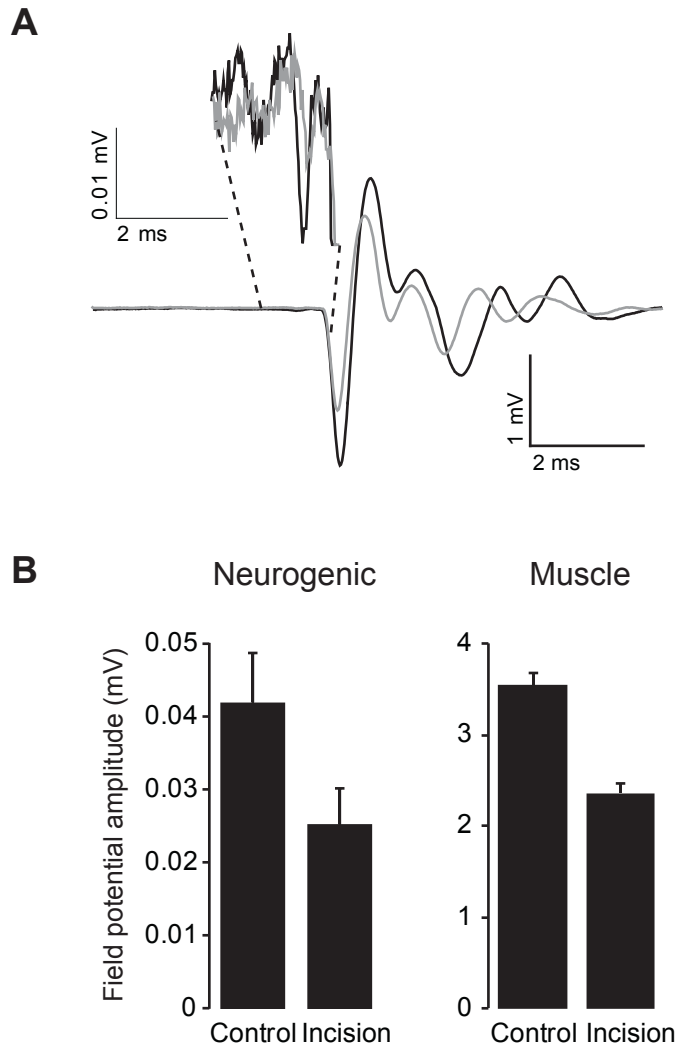 A
0.01 mV
2 ms
1 mV
2 ms
B
Neurogenic
Muscle
Field potential amplitude (mV)
0.05
0.04
0.03
0.02
0.01
0
Control Incision
4
3
2
1
0
Control Incision